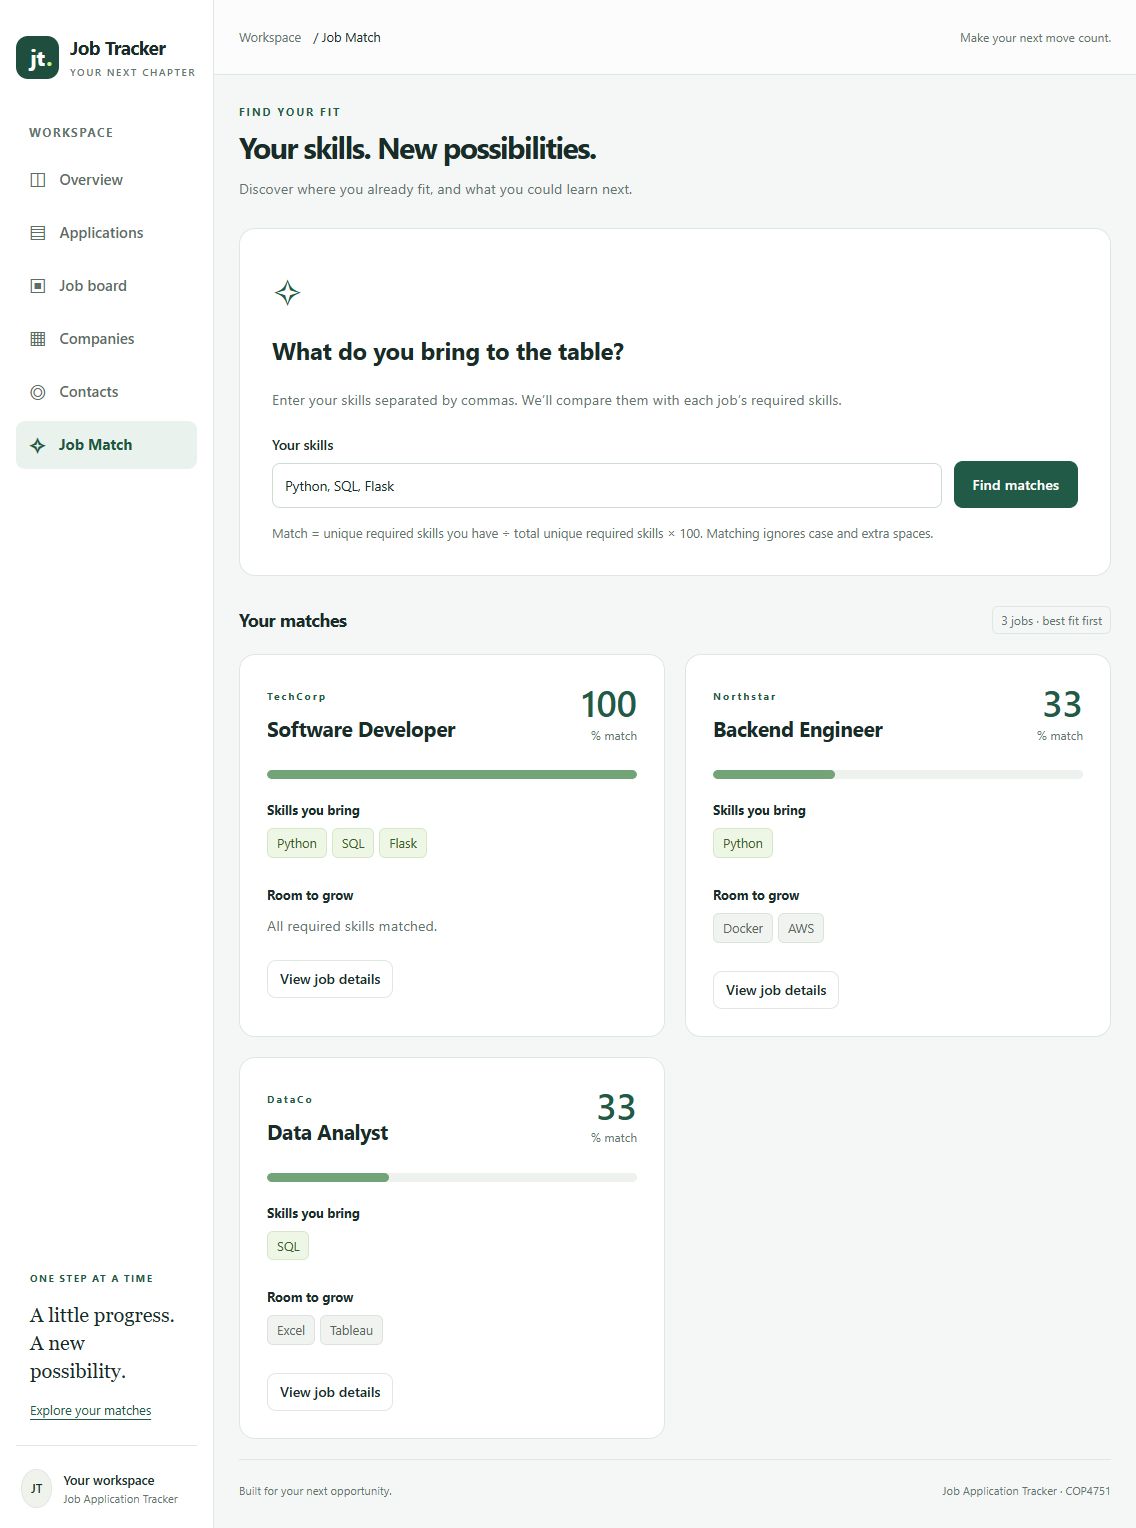 jt.
Job Tracker
YOUR NEXT CHAPTER
WORKSPACE
Overview
Applications
Job board
Companies
Contacts
Job Match
ONE STEP AT A TIME
A little progress.
A new
possibility.
Explore your matches
JT
Your workspace
Job Application Tracker
Workspace / Job Match
Make your next move count.
FIND YOUR FIT
Your skills. New possibilities.
Discover where you already fit, and what you could learn next.
What do you bring to the table?
Enter your skills separated by commas. We’ll compare them with each job’s required skills.
Your skills
Python, SQL, Flask
Find matches
Match = unique required skills you have ÷ total unique required skills × 100. Matching ignores case and extra spaces.
Your matches
3 jobs · best fit first
TechCorp
Software Developer
100
% match
Skills you bring
Python SQL Flask
Room to grow
All required skills matched.
View job details
Northstar
Backend Engineer
33
% match
Skills you bring
Python
Room to grow
Docker AWS
View job details
DataCo
Data Analyst
33
% match
Skills you bring
SQL
Room to grow
Excel Tableau
View job details
Built for your next opportunity.
Job Application Tracker · COP4751